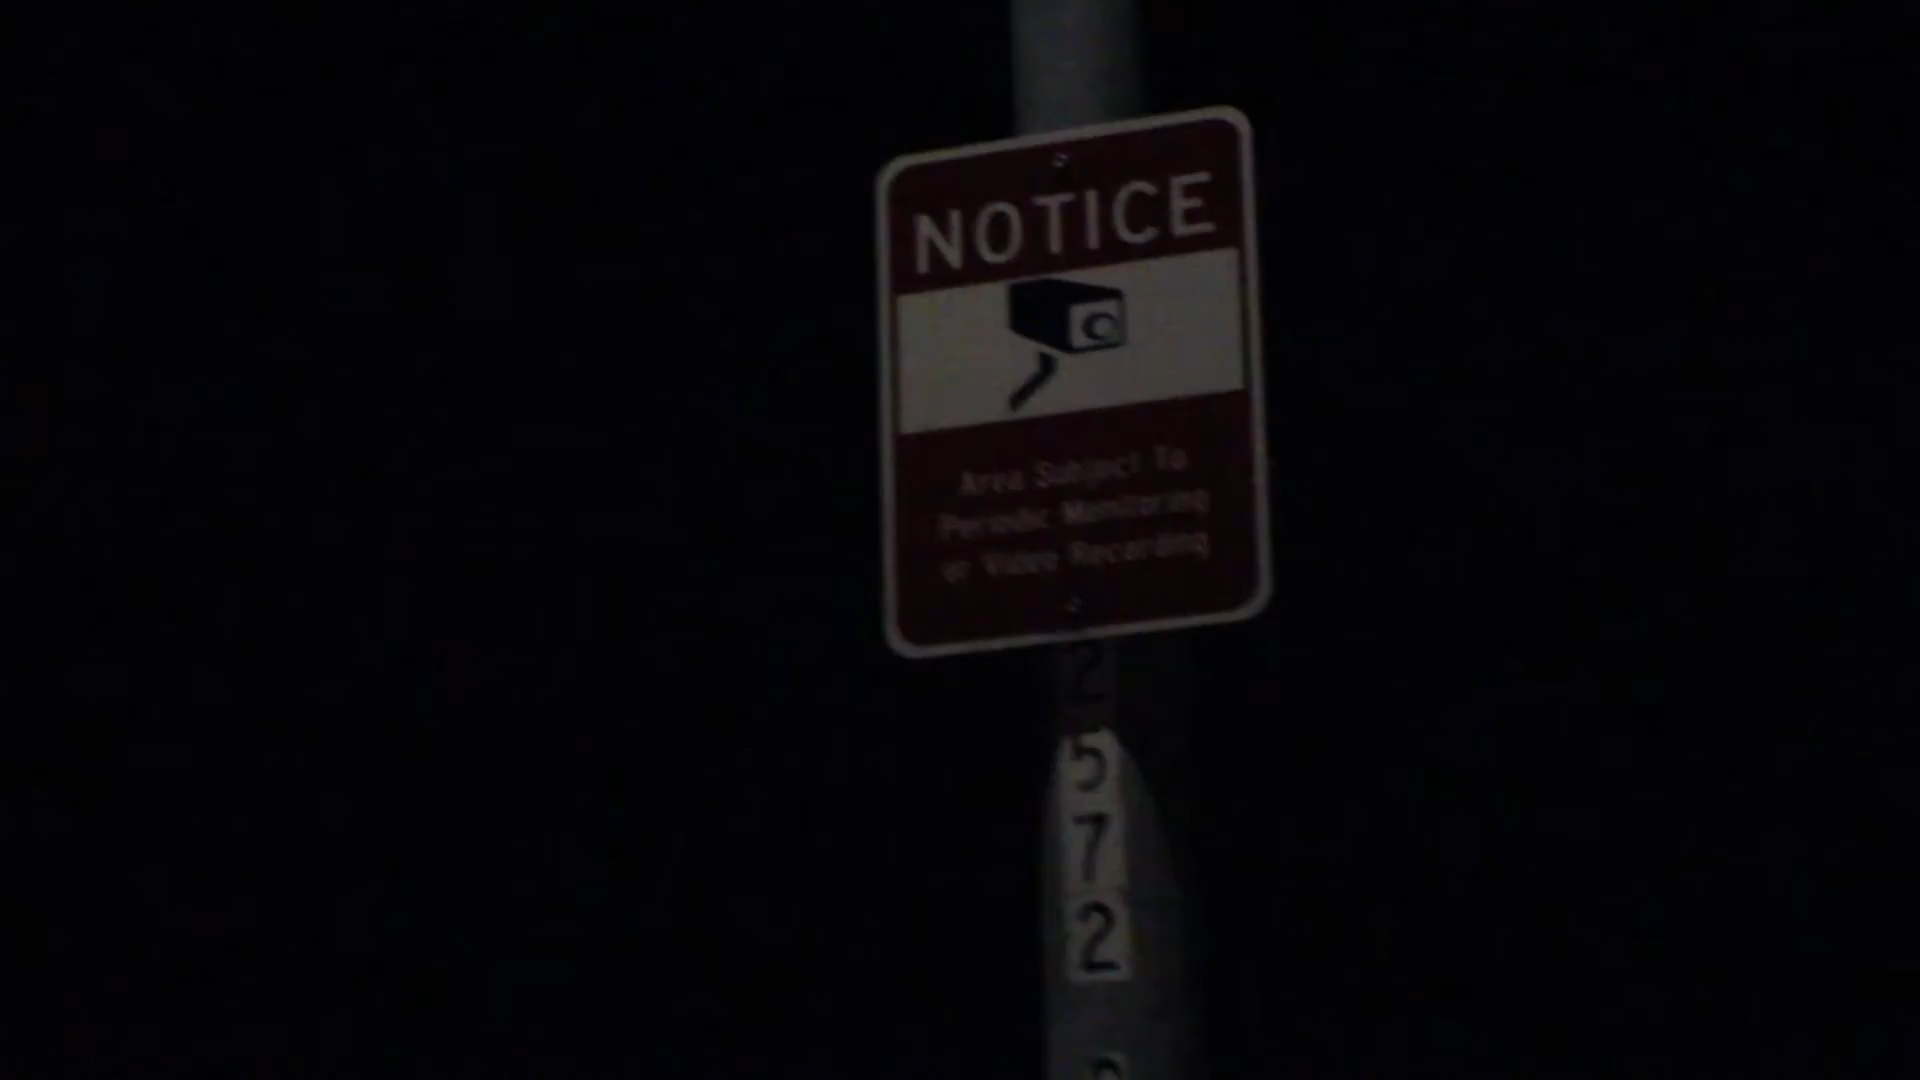 NOTICE
Area Subject To
Periodic Monitoring
or Video Recording
2
5
7
2